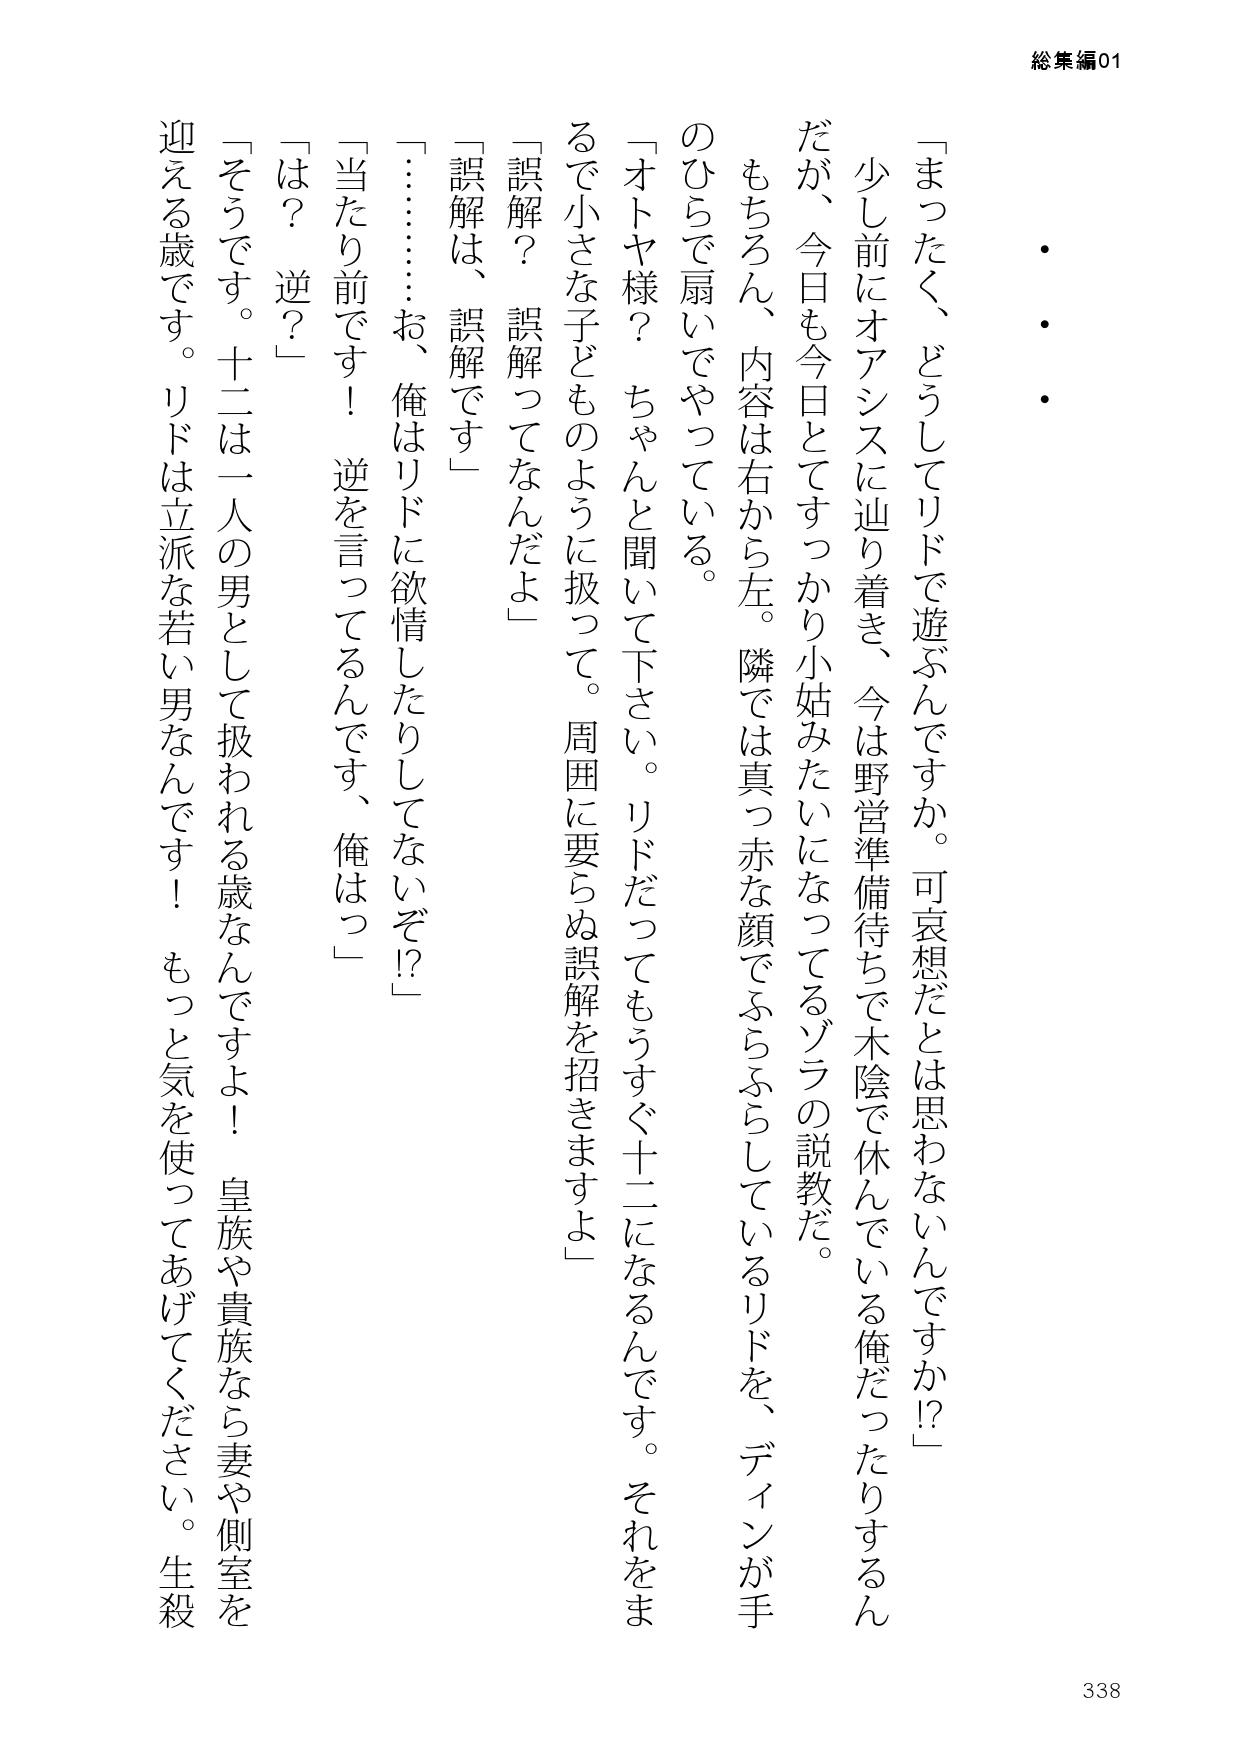 総集編01
・　・　・
「まったく、どうしてリドで遊ぶんですか。可哀想だとは思わないんですか!?」
少し前にオアシスに辿り着き、今は野営準備待ちで木陰で休んでいる俺だったりするん
だが、今日も今日とてすっかり小姑みたいになってるゾラの説教だ。
もちろん、内容は右から左。隣では真っ赤な顔でふらふらしているリドを、ディンが手
のひらで扇いでやっている。
「オトヤ様？　ちゃんと聞いて下さい。リドだってもうすぐ十二になるんです。それをま
るで小さな子どものように扱って。周囲に要らぬ誤解を招きますよ」
「誤解？　誤解ってなんだよ」
「誤解は、誤解です」
「…………お、俺はリドに欲情したりしてないぞ!?」
「当たり前です！　逆を言ってるんです、俺はっ」
「は？　逆？」
「そうです。十二は一人の男として扱われる歳なんですよ！　皇族や貴族なら妻や側室を
迎える歳です。リドは立派な若い男なんです！　もっと気を使ってあげてください。生殺
338